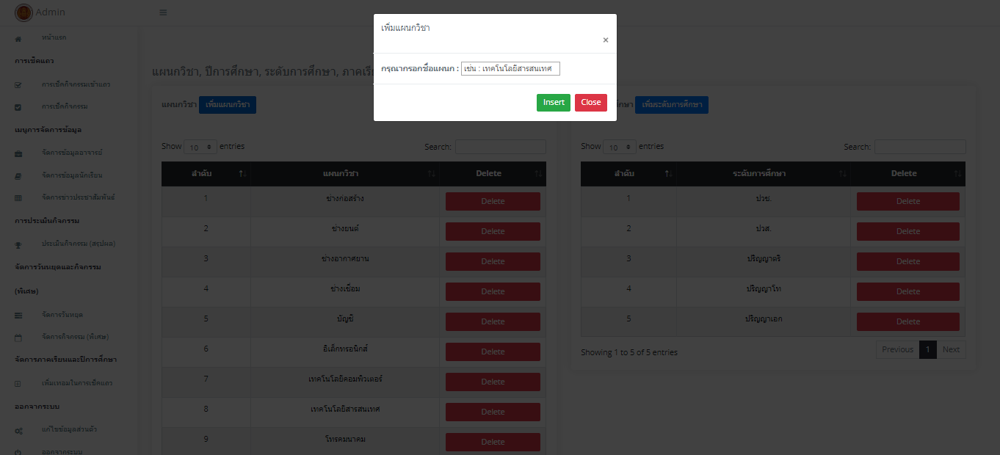 Admin
หน้าแรก
การเช็คแถว
การเช็คกิจกรรมเข้าแถว
การเช็คกิจกรรม
เมนูการจัดการข้อมูล
จัดการข้อมูลอาจารย์
จัดการข้อมูลนักเรียน
จัดการข่าวประชาสัมพันธ์
การประเมินกิจกรรม
ประเมินกิจกรรม (สรุปผล)
จัดการวันหยุดและกิจกรรม
(พิเศษ)
จัดการวันหยุด
จัดการกิจกรรม (พิเศษ)
จัดการภาคเรียนและปีการศึกษา
เพิ่มเทอมในการเช็คแถว
ออกจากระบบ
แก้ไขข้อมูลส่วนตัว
ออกจากระบบ
เพิ่มแผนกวิชา
×
กรุณากรอกชื่อแผนก : เช่น : เทคโนโลยีสารสนเทศ
Insert Close
แผนกวิชา, ปีการศึกษา, ระดับการศึกษา, ภาคเรี
แผนกวิชา เพิ่มแผนกวิชา
Show 10 entries Search:
ลำดับ แผนกวิชา Delete
1 ช่างก่อสร้าง Delete
2 ช่างยนต์ Delete
3 ช่างอากาศยาน Delete
4 ช่างเชื่อม Delete
5 บัญชี Delete
6 อิเล็กทรอนิกส์ Delete
7 เทคโนโลยีคอมพิวเตอร์ Delete
8 เทคโนโลยีสารสนเทศ Delete
9 โทรคมนาคม Delete
ศึกษา เพิ่มระดับการศึกษา
Show 10 entries Search:
ลำดับ ระดับการศึกษา Delete
1 ปวช. Delete
2 ปวส. Delete
3 ปริญญาตรี Delete
4 ปริญญาโท Delete
5 ปริญญาเอก Delete
Showing 1 to 5 of 5 entries
Previous 1 Next